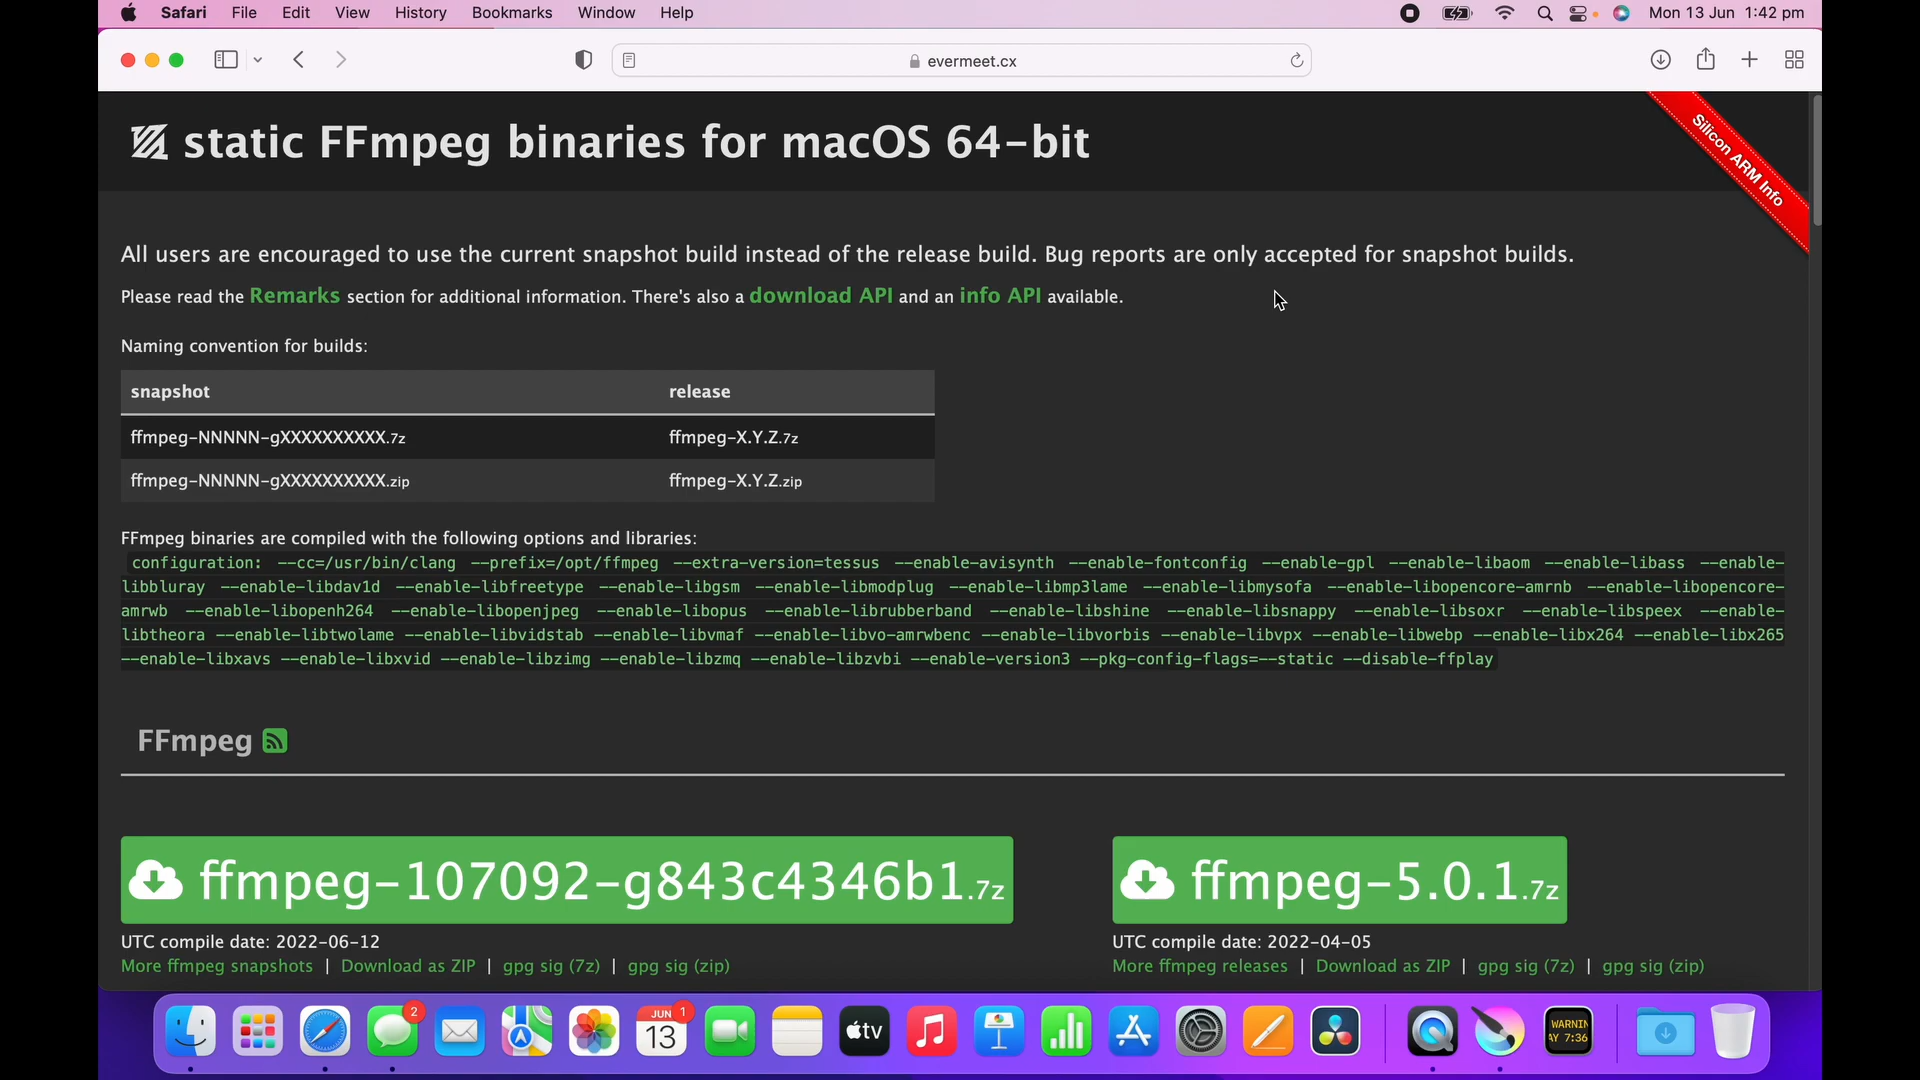 Safari File Edit View History Bookmarks Window Help Mon 13 Jun 1:42 pm
evermeet.cx
static FFmpeg binaries for macOS 64-bit
Silicon ARM Info
All users are encouraged to use the current snapshot build instead of the release build. Bug reports are only accepted for snapshot builds.
Please read the Remarks section for additional information. There's also a download API and an info API available.
Naming convention for builds:
snapshot release
ffmpeg-NNNNN-gXXXXXXXXXX.7z ffmpeg-X.Y.Z.7z
ffmpeg-NNNNN-gXXXXXXXXXX.zip ffmpeg-X.Y.Z.zip
FFmpeg binaries are compiled with the following options and libraries:
configuration: --cc=/usr/bin/clang --prefix=/opt/ffmpeg --extra-version=tessus --enable-avisynth --enable-fontconfig --enable-gpl --enable-libaom --enable-libass --enable-
libbluray --enable-libdav1d --enable-libfreetype --enable-libgsm --enable-libmodplug --enable-libmp3lame --enable-libmysofa --enable-libopencore-amrnb --enable-libopencore-
amrwb --enable-libopenh264 --enable-libopenjpeg --enable-libopus --enable-librubberband --enable-libshine --enable-libsnappy --enable-libsoxr --enable-libspeex --enable-
libtheora --enable-libtwolame --enable-libvidstab --enable-libvmaf --enable-libvo-amrwbenc --enable-libvorbis --enable-libvpx --enable-libwebp --enable-libx264 --enable-libx265
--enable-libxavs --enable-libxvid --enable-libzimg --enable-libzmq --enable-libzvbi --enable-version3 --pkg-config-flags=--static --disable-ffplay
FFmpeg
ffmpeg-107092-g843c4346b1.7z ffmpeg-5.0.1.7z
UTC compile date: 2022-06-12 UTC compile date: 2022-04-05
More ffmpeg snapshots | Download as ZIP | gpg sig (7z) | gpg sig (zip) More ffmpeg releases | Download as ZIP | gpg sig (7z) | gpg sig (zip)
2
JUN 1
13
tv
WARNIN
AY 7:36